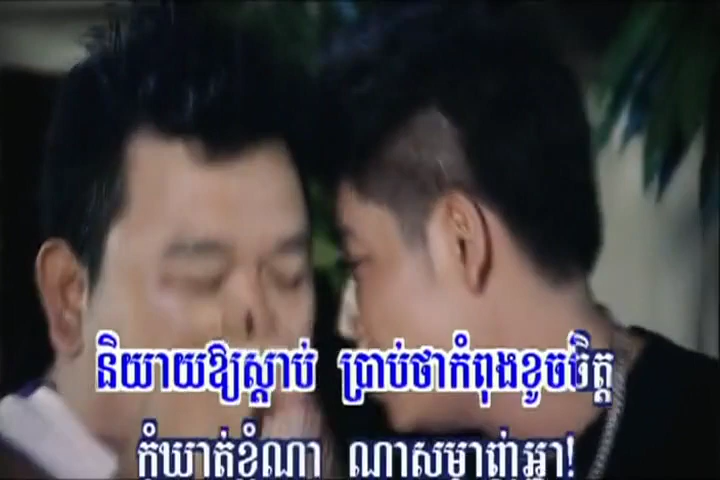 និយាយឱ្យស្ដាប់ ប្រាប់ថាកំពុងខូចចិត្ត
កុំឃាត់ខ្ញុំណា ណាសម្លាញ់អ្នា!